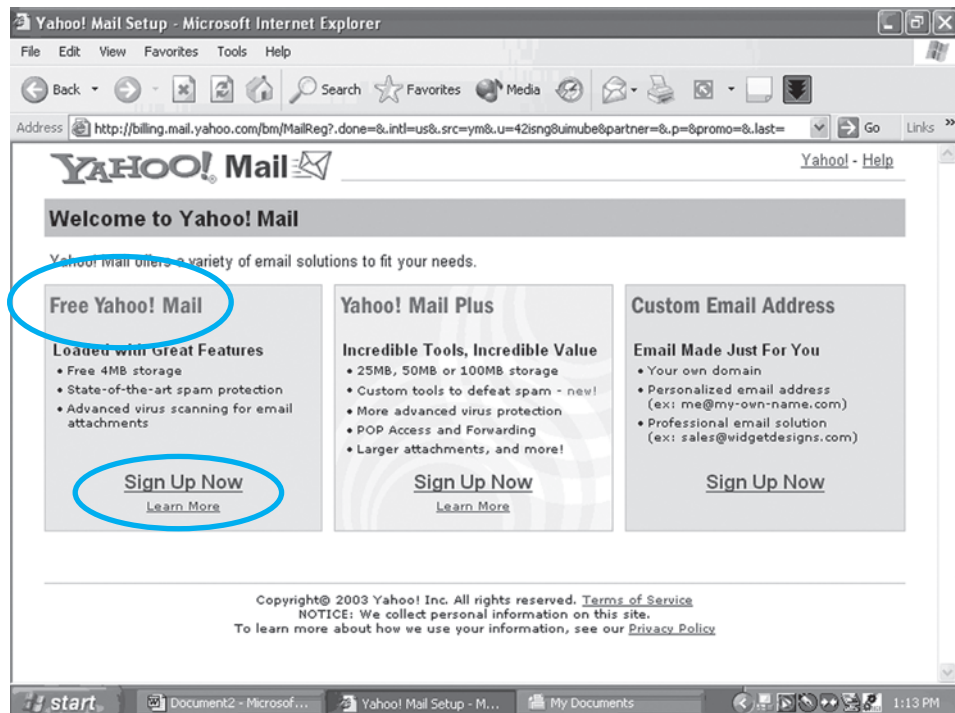 Yahoo! Mail Setup - Microsoft Internet Explorer
File Edit View Favorites Tools Help
Back Search Favorites Media
Address http://billing.mail.yahoo.com/bm/MailReg?.done=&.intl=us&.src=ym&.u=42isng8uimube&partner=&.p=&promo=&.last= Go Links »
YAHOO! Mail
Yahoo! - Help
Welcome to Yahoo! Mail
Yahoo! Mail offers a variety of email solutions to fit your needs.
Free Yahoo! Mail
Loaded with Great Features
• Free 4MB storage
• State-of-the-art spam protection
• Advanced virus scanning for email
attachments
Sign Up Now
Learn More
Yahoo! Mail Plus
Incredible Tools, Incredible Value
• 25MB, 50MB or 100MB storage
• Custom tools to defeat spam - new!
• More advanced virus protection
• POP Access and Forwarding
• Larger attachments, and more!
Sign Up Now
Learn More
Custom Email Address
Email Made Just For You
• Your own domain
• Personalized email address
(ex: me@my-own-name.com)
• Professional email solution
(ex: sales@widgetdesigns.com)
Sign Up Now
Copyright© 2003 Yahoo! Inc. All rights reserved. Terms of Service
NOTICE: We collect personal information on this site.
To learn more about how we use your information, see our Privacy Policy
start Document2 - Microsof... Yahoo! Mail Setup - M... My Documents 1:13 PM